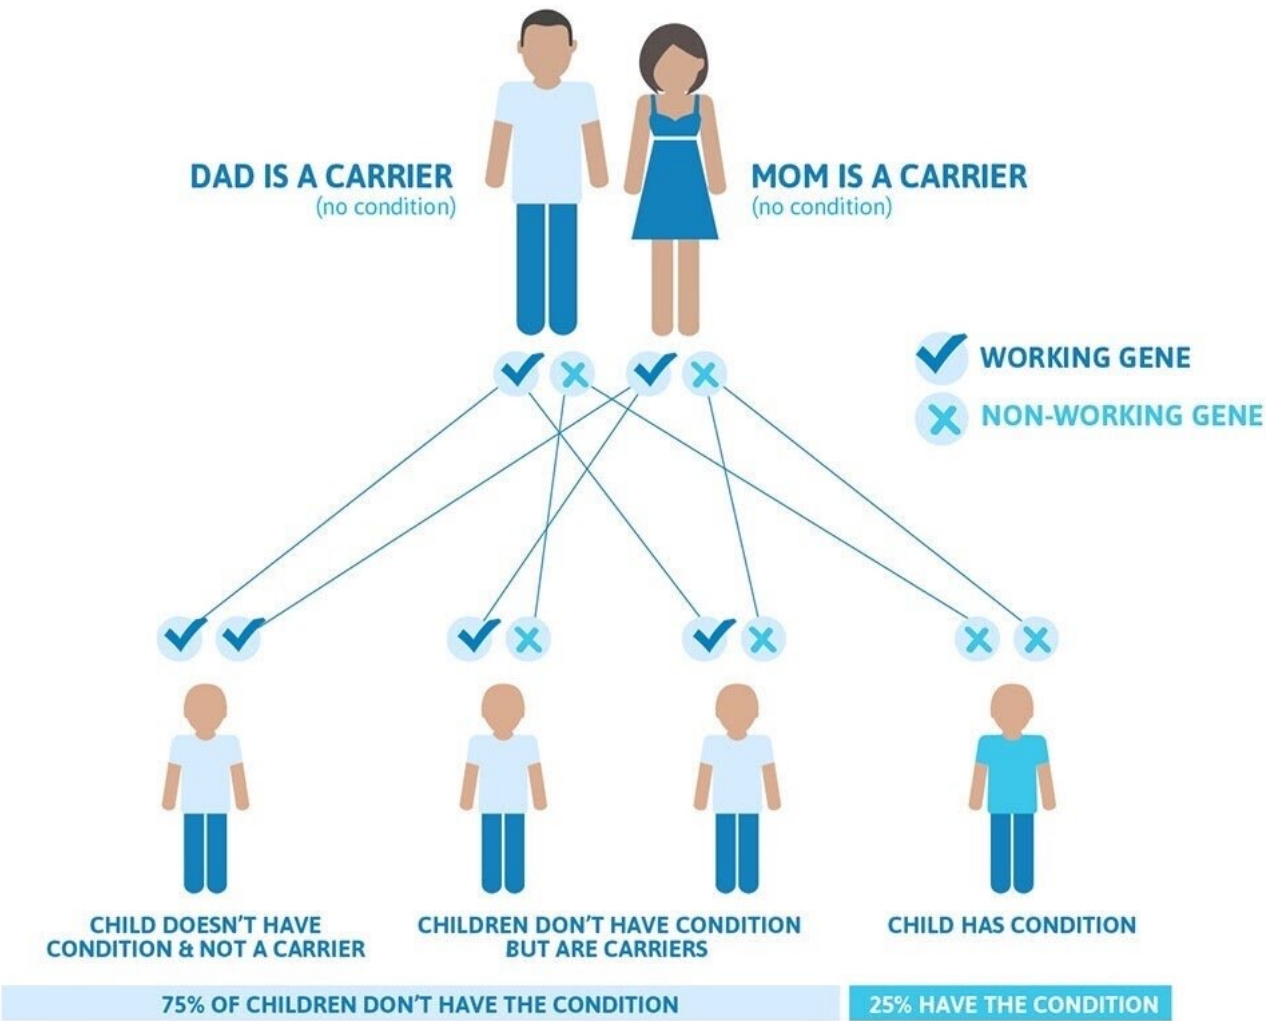 DAD IS A CARRIER
(no condition)
MOM IS A CARRIER
(no condition)
WORKING GENE
NON-WORKING GENE
CHILD DOESN'T HAVE
CONDITION & NOT A CARRIER
CHILDREN DON'T HAVE CONDITION
BUT ARE CARRIERS
CHILD HAS CONDITION
75% OF CHILDREN DON'T HAVE THE CONDITION
25% HAVE THE CONDITION